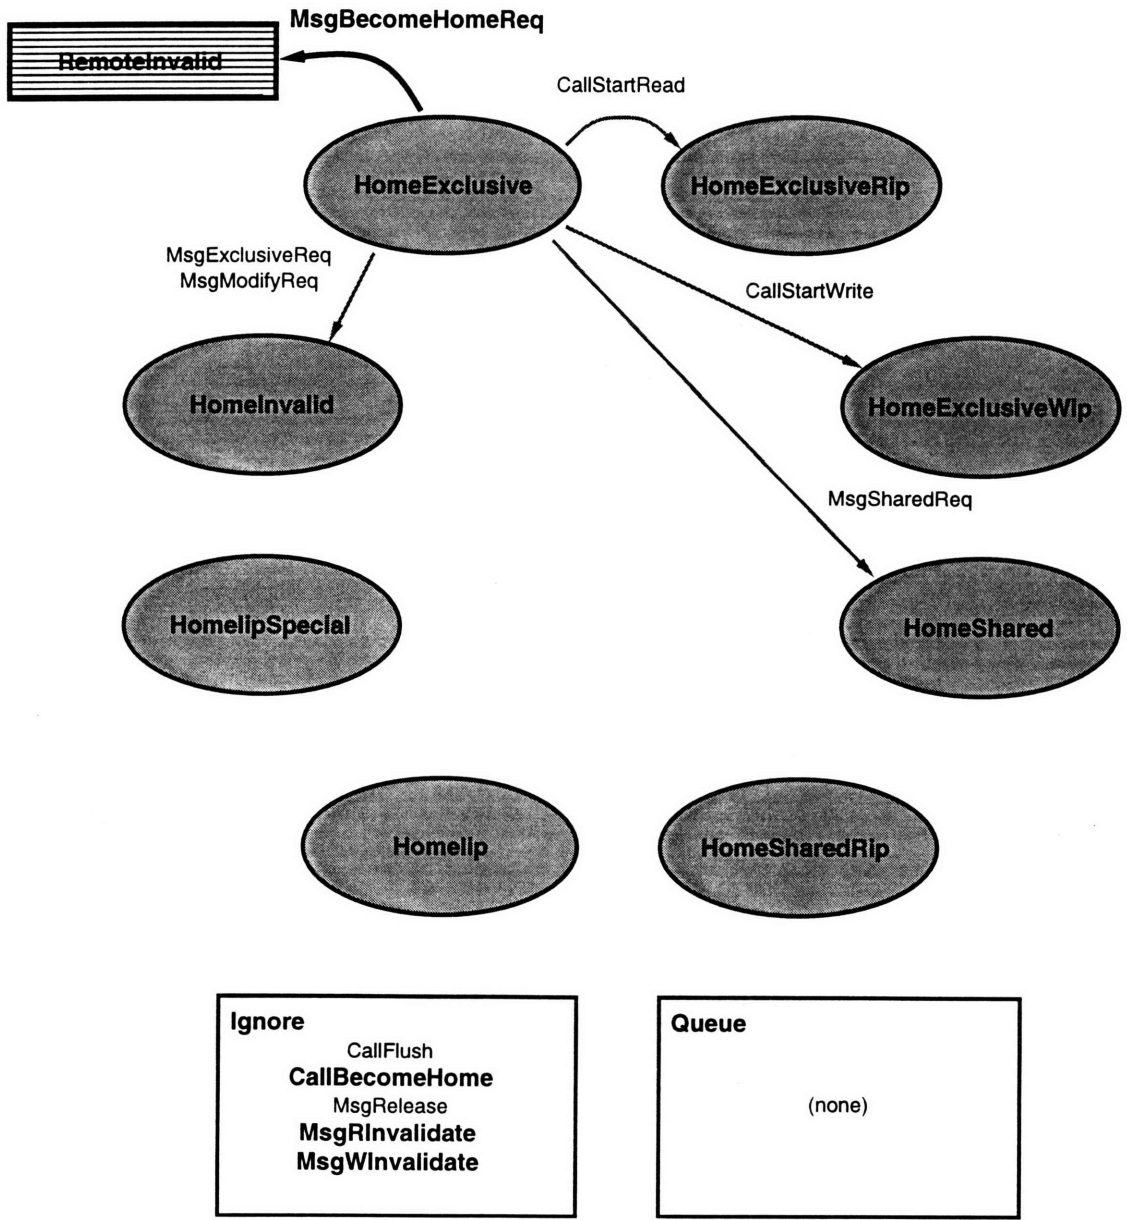 MsgBecomeHomeReq
RemoteInvalid
CallStartRead
HomeExclusive
HomeExclusiveRip
MsgExclusiveReq
MsgModifyReq
CallStartWrite
HomeInvalid
HomeExclusiveWip
MsgSharedReq
HomeIipSpecial
HomeShared
HomeIip
HomeSharedRip
Ignore
CallFlush
CallBecomeHome
MsgRelease
MsgRInvalidate
MsgWInvalidate
Queue
(none)